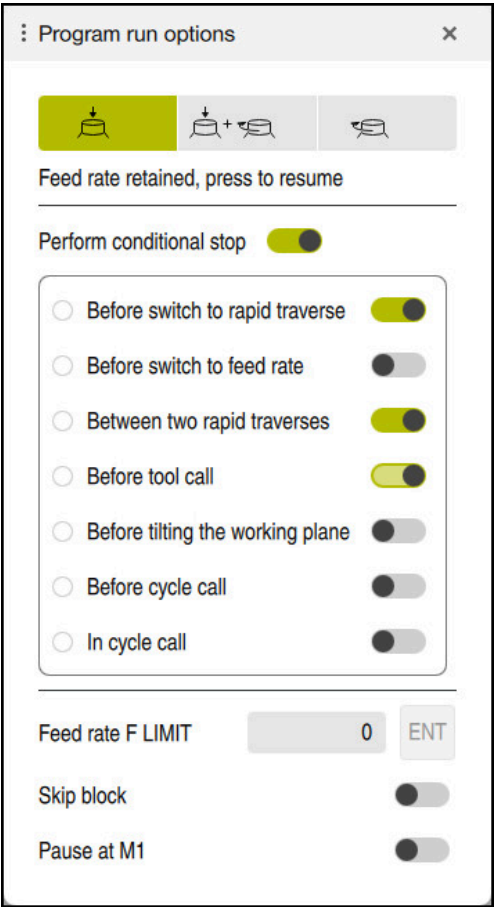 Program run options
Feed rate retained, press to resume
Perform conditional stop
Before switch to rapid traverse
Before switch to feed rate
Between two rapid traverses
Before tool call
Before tilting the working plane
Before cycle call
In cycle call
Feed rate F LIMIT 0 ENT
Skip block
Pause at M1